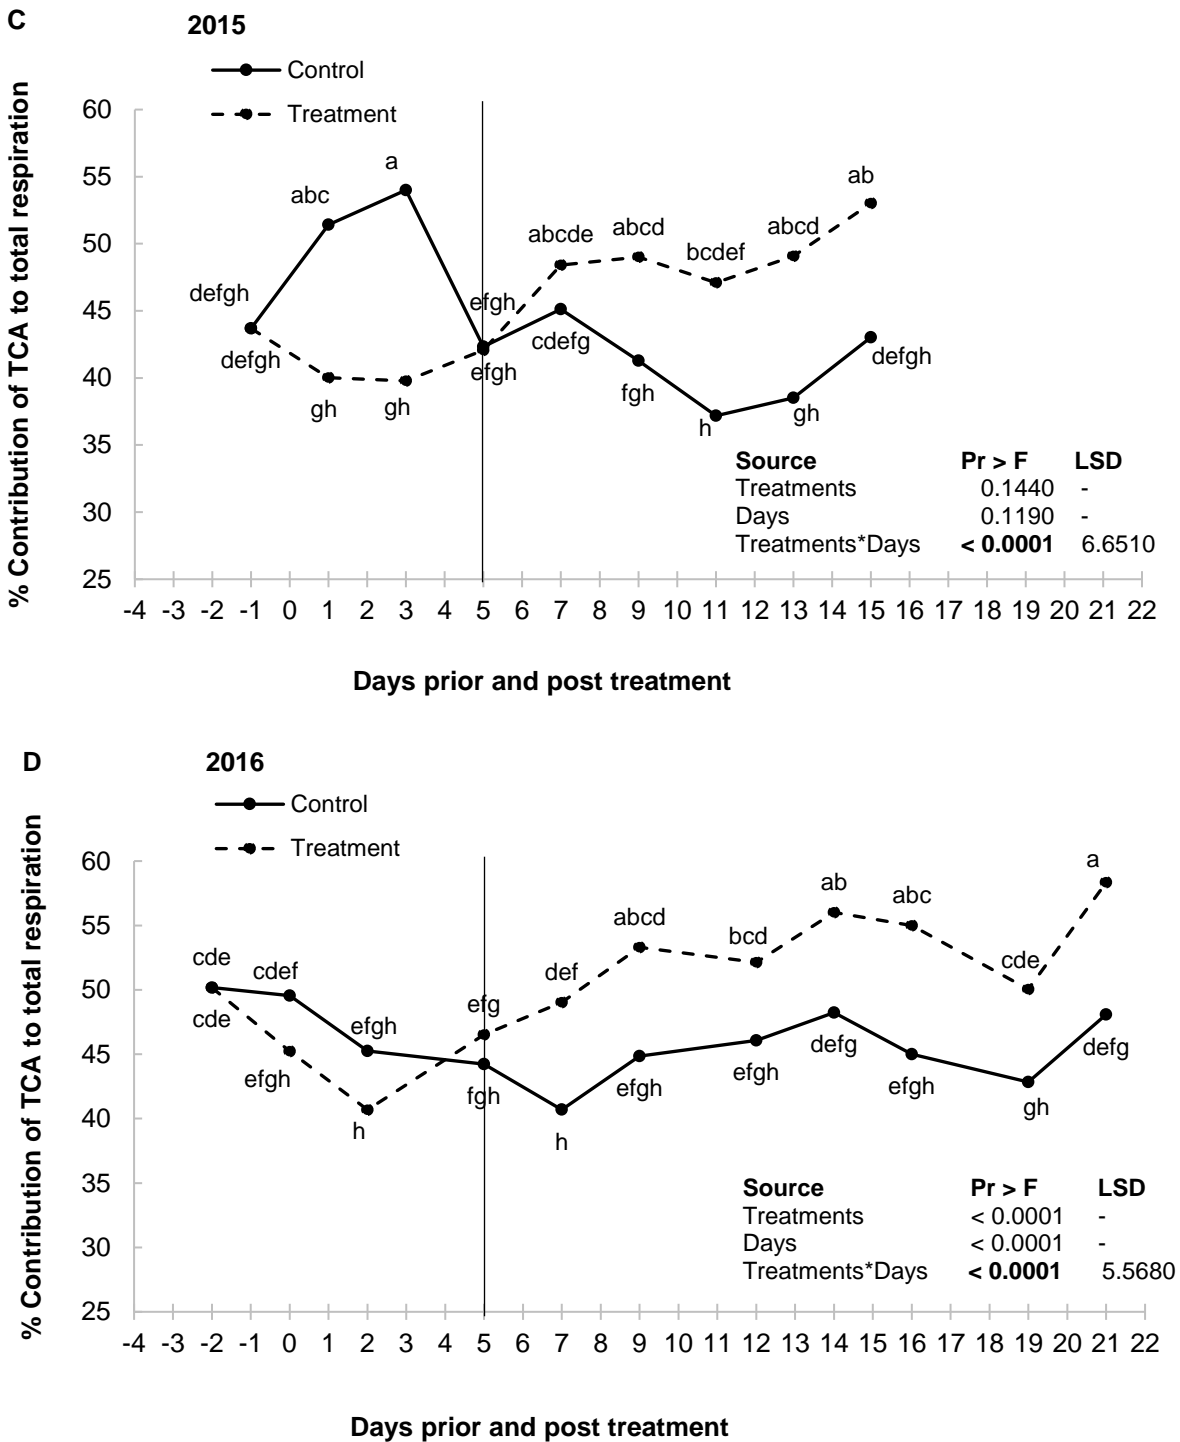 C
2015
Control
Treatment
% Contribution of TCA to total respiration
60
55
50
45
40
35
30
25
a
abc
ab
abcde
abcd
bcdef
abcd
defgh
efgh
defgh
cdefg
efgh
defgh
gh
gh
fgh
h
gh
Source Pr > F LSD
Treatments 0.1440 -
Days 0.1190 -
Treatments*Days < 0.0001 6.6510
-4 -3 -2 -1 0 1 2 3 5 6 7 8 9 10 11 12 13 14 15 16 17 18 19 20 21 22
Days prior and post treatment
D
2016
Control
Treatment
% Contribution of TCA to total respiration
60
55
50
45
40
35
30
25
a
ab
abc
abcd
bcd
cde
cdef
def
cde
cde
efg
efgh
efgh
h
fgh
h
efgh
efgh
defg
efgh
gh
defg
Source Pr > F LSD
Treatments < 0.0001 -
Days < 0.0001 -
Treatments*Days < 0.0001 5.5680
-4 -3 -2 -1 0 1 2 3 5 6 7 8 9 10 11 12 13 14 15 16 17 18 19 20 21 22
Days prior and post treatment